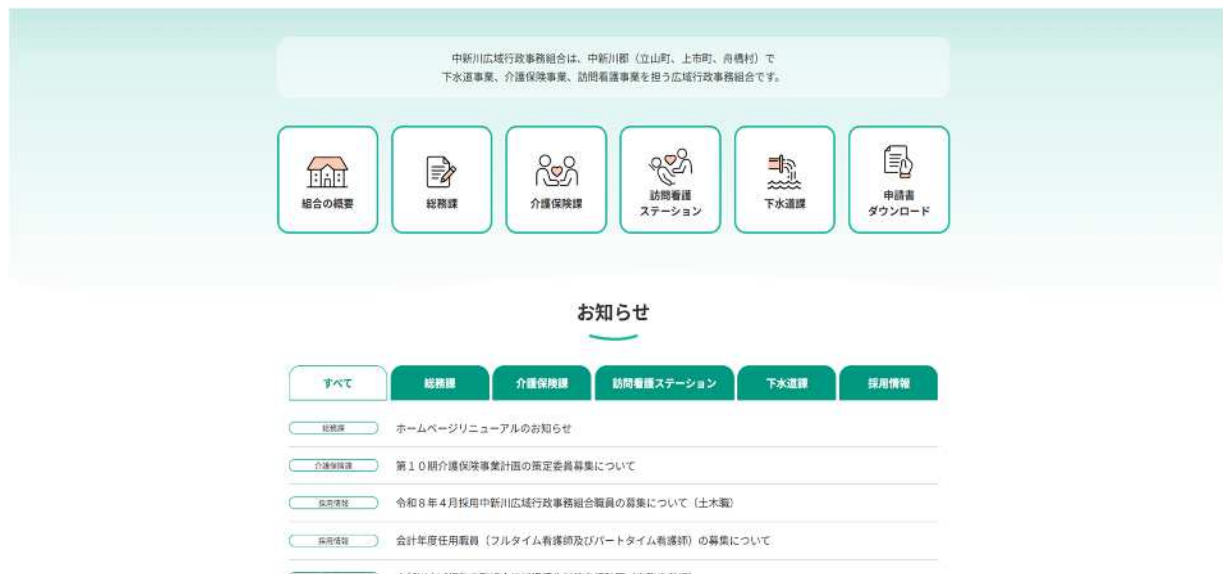 中新川広域行政事務組合は、中新川郡（立山町、上市町、舟橋村）で
下水道事業、介護保険事業、訪問看護事業を担う広域行政事務組合です。
組合の概要
総務課
介護保険課
訪問看護
ステーション
下水道課
申請書
ダウンロード
お知らせ
すべて
総務課
介護保険課
訪問看護ステーション
下水道課
採用情報
総務課
ホームページリニューアルのお知らせ
介護保険課
第１０期介護保険事業計画の策定委員募集について
採用情報
令和８年４月採用中新川広域行政事務組合職員の募集について（土木職）
採用情報
会計年度任用職員（フルタイム看護師及びパートタイム看護師）の募集について